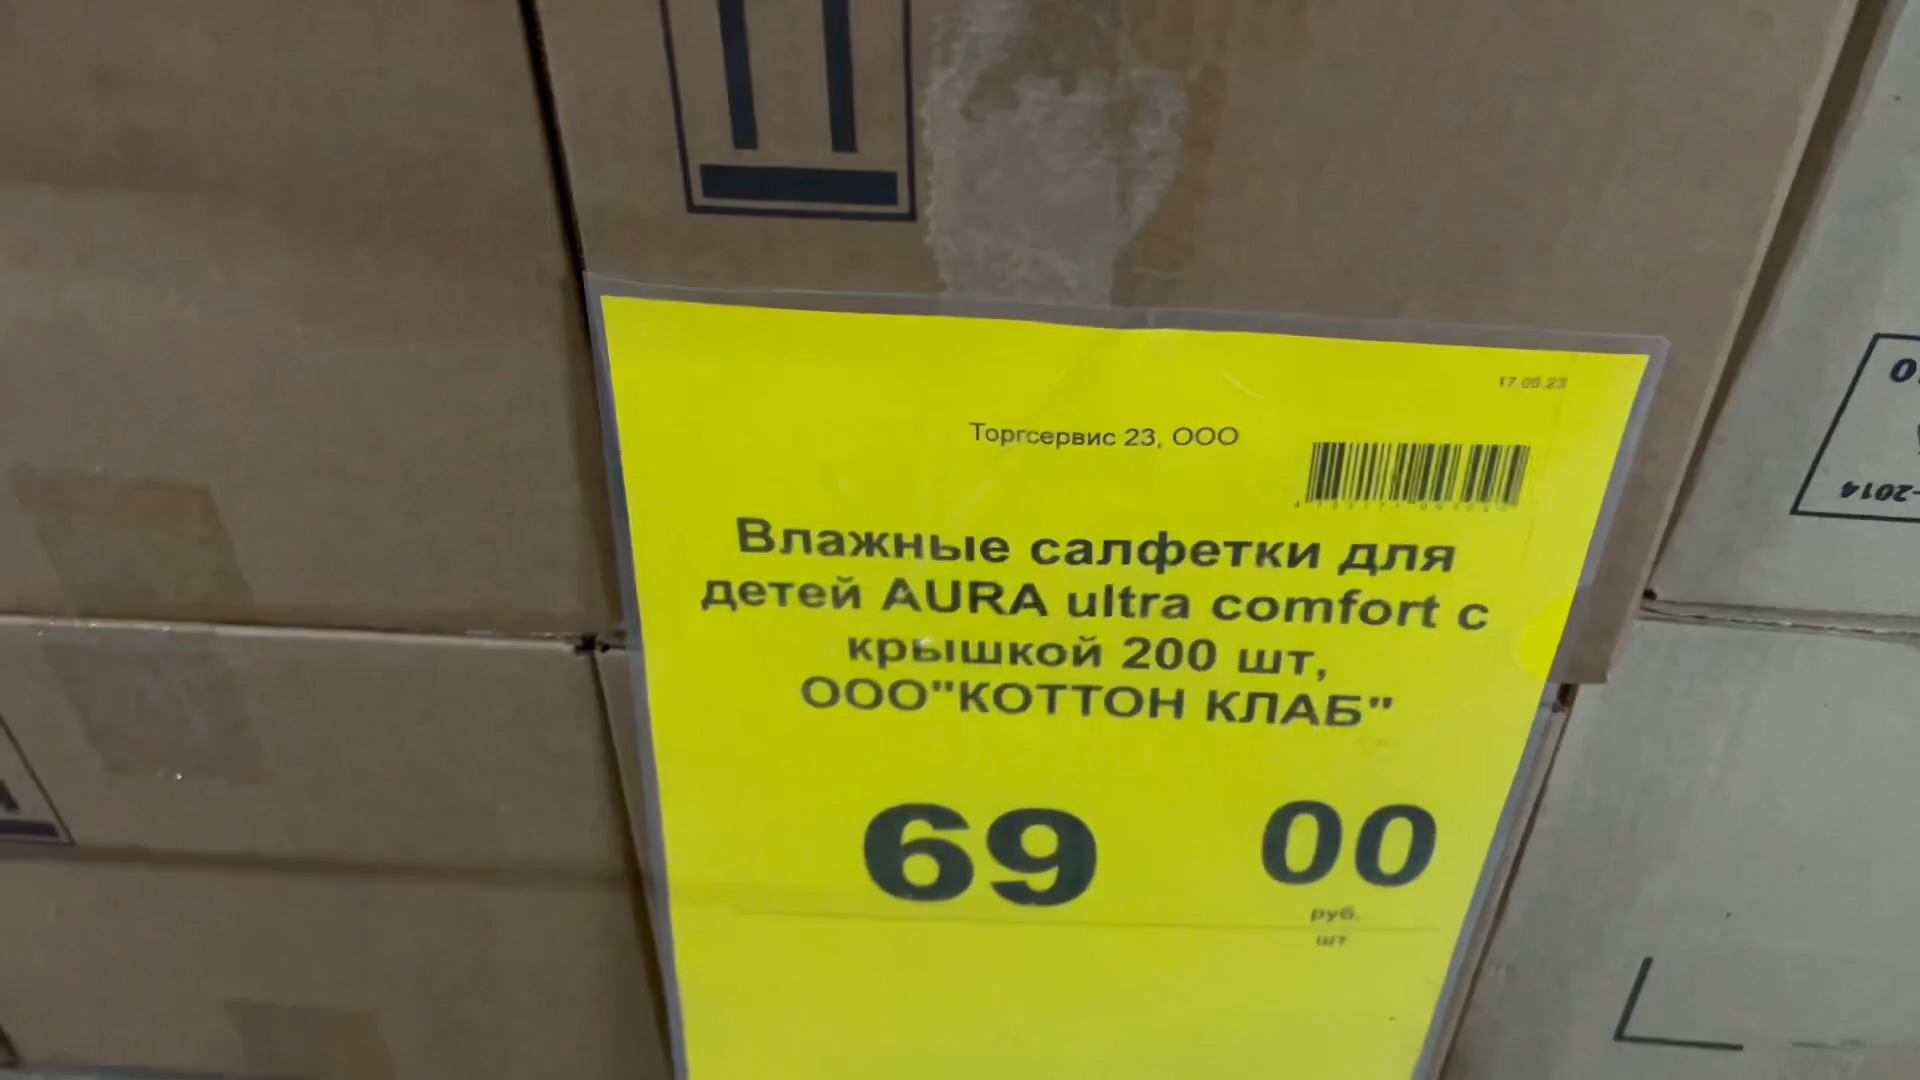 17.05.23
Торгсервис 23, ООО
Влажные салфетки для
детей AURA ultra comfort с
крышкой 200 шт,
ООО"КОТТОН КЛАБ"
69 00
руб.
шт
-2014